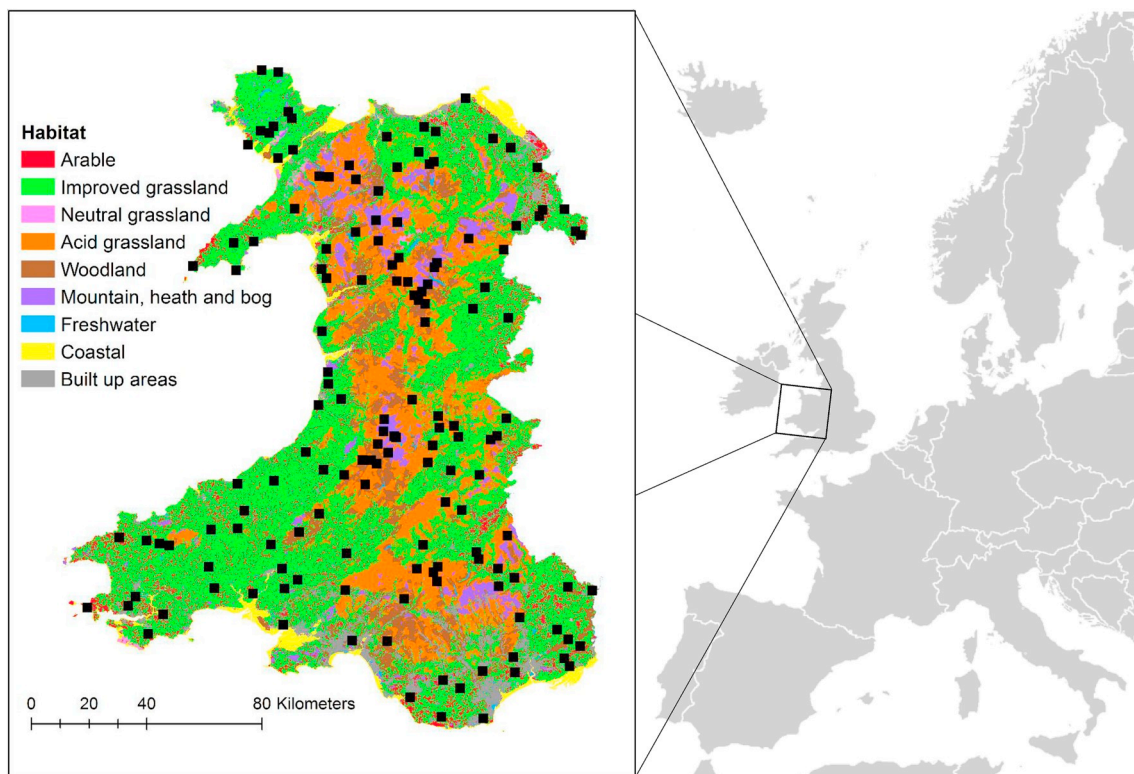 Habitat
Arable
Improved grassland
Neutral grassland
Acid grassland
Woodland
Mountain, heath and bog
Freshwater
Coastal
Built up areas
0 20 40 80 Kilometers